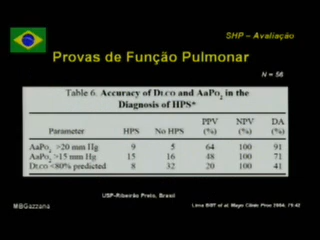 SHP – Avaliação
Provas de Função Pulmonar
N = 56
Table 6. Accuracy of DLCO and AaPO2 in the
Diagnosis of HPS*
PPV NPV DA
Parameter HPS No HPS (%) (%) (%)
AaPO2 >20 mm Hg 9 5 64 100 91
AaPO2 >15 mm Hg 15 16 48 100 71
DLCO <80% predicted 8 32 20 100 41
USP-Ribeirão Preto, Brasil
MBGazzana
Lima BGT et al. Mayo Clinic Proc 2004, 79:42